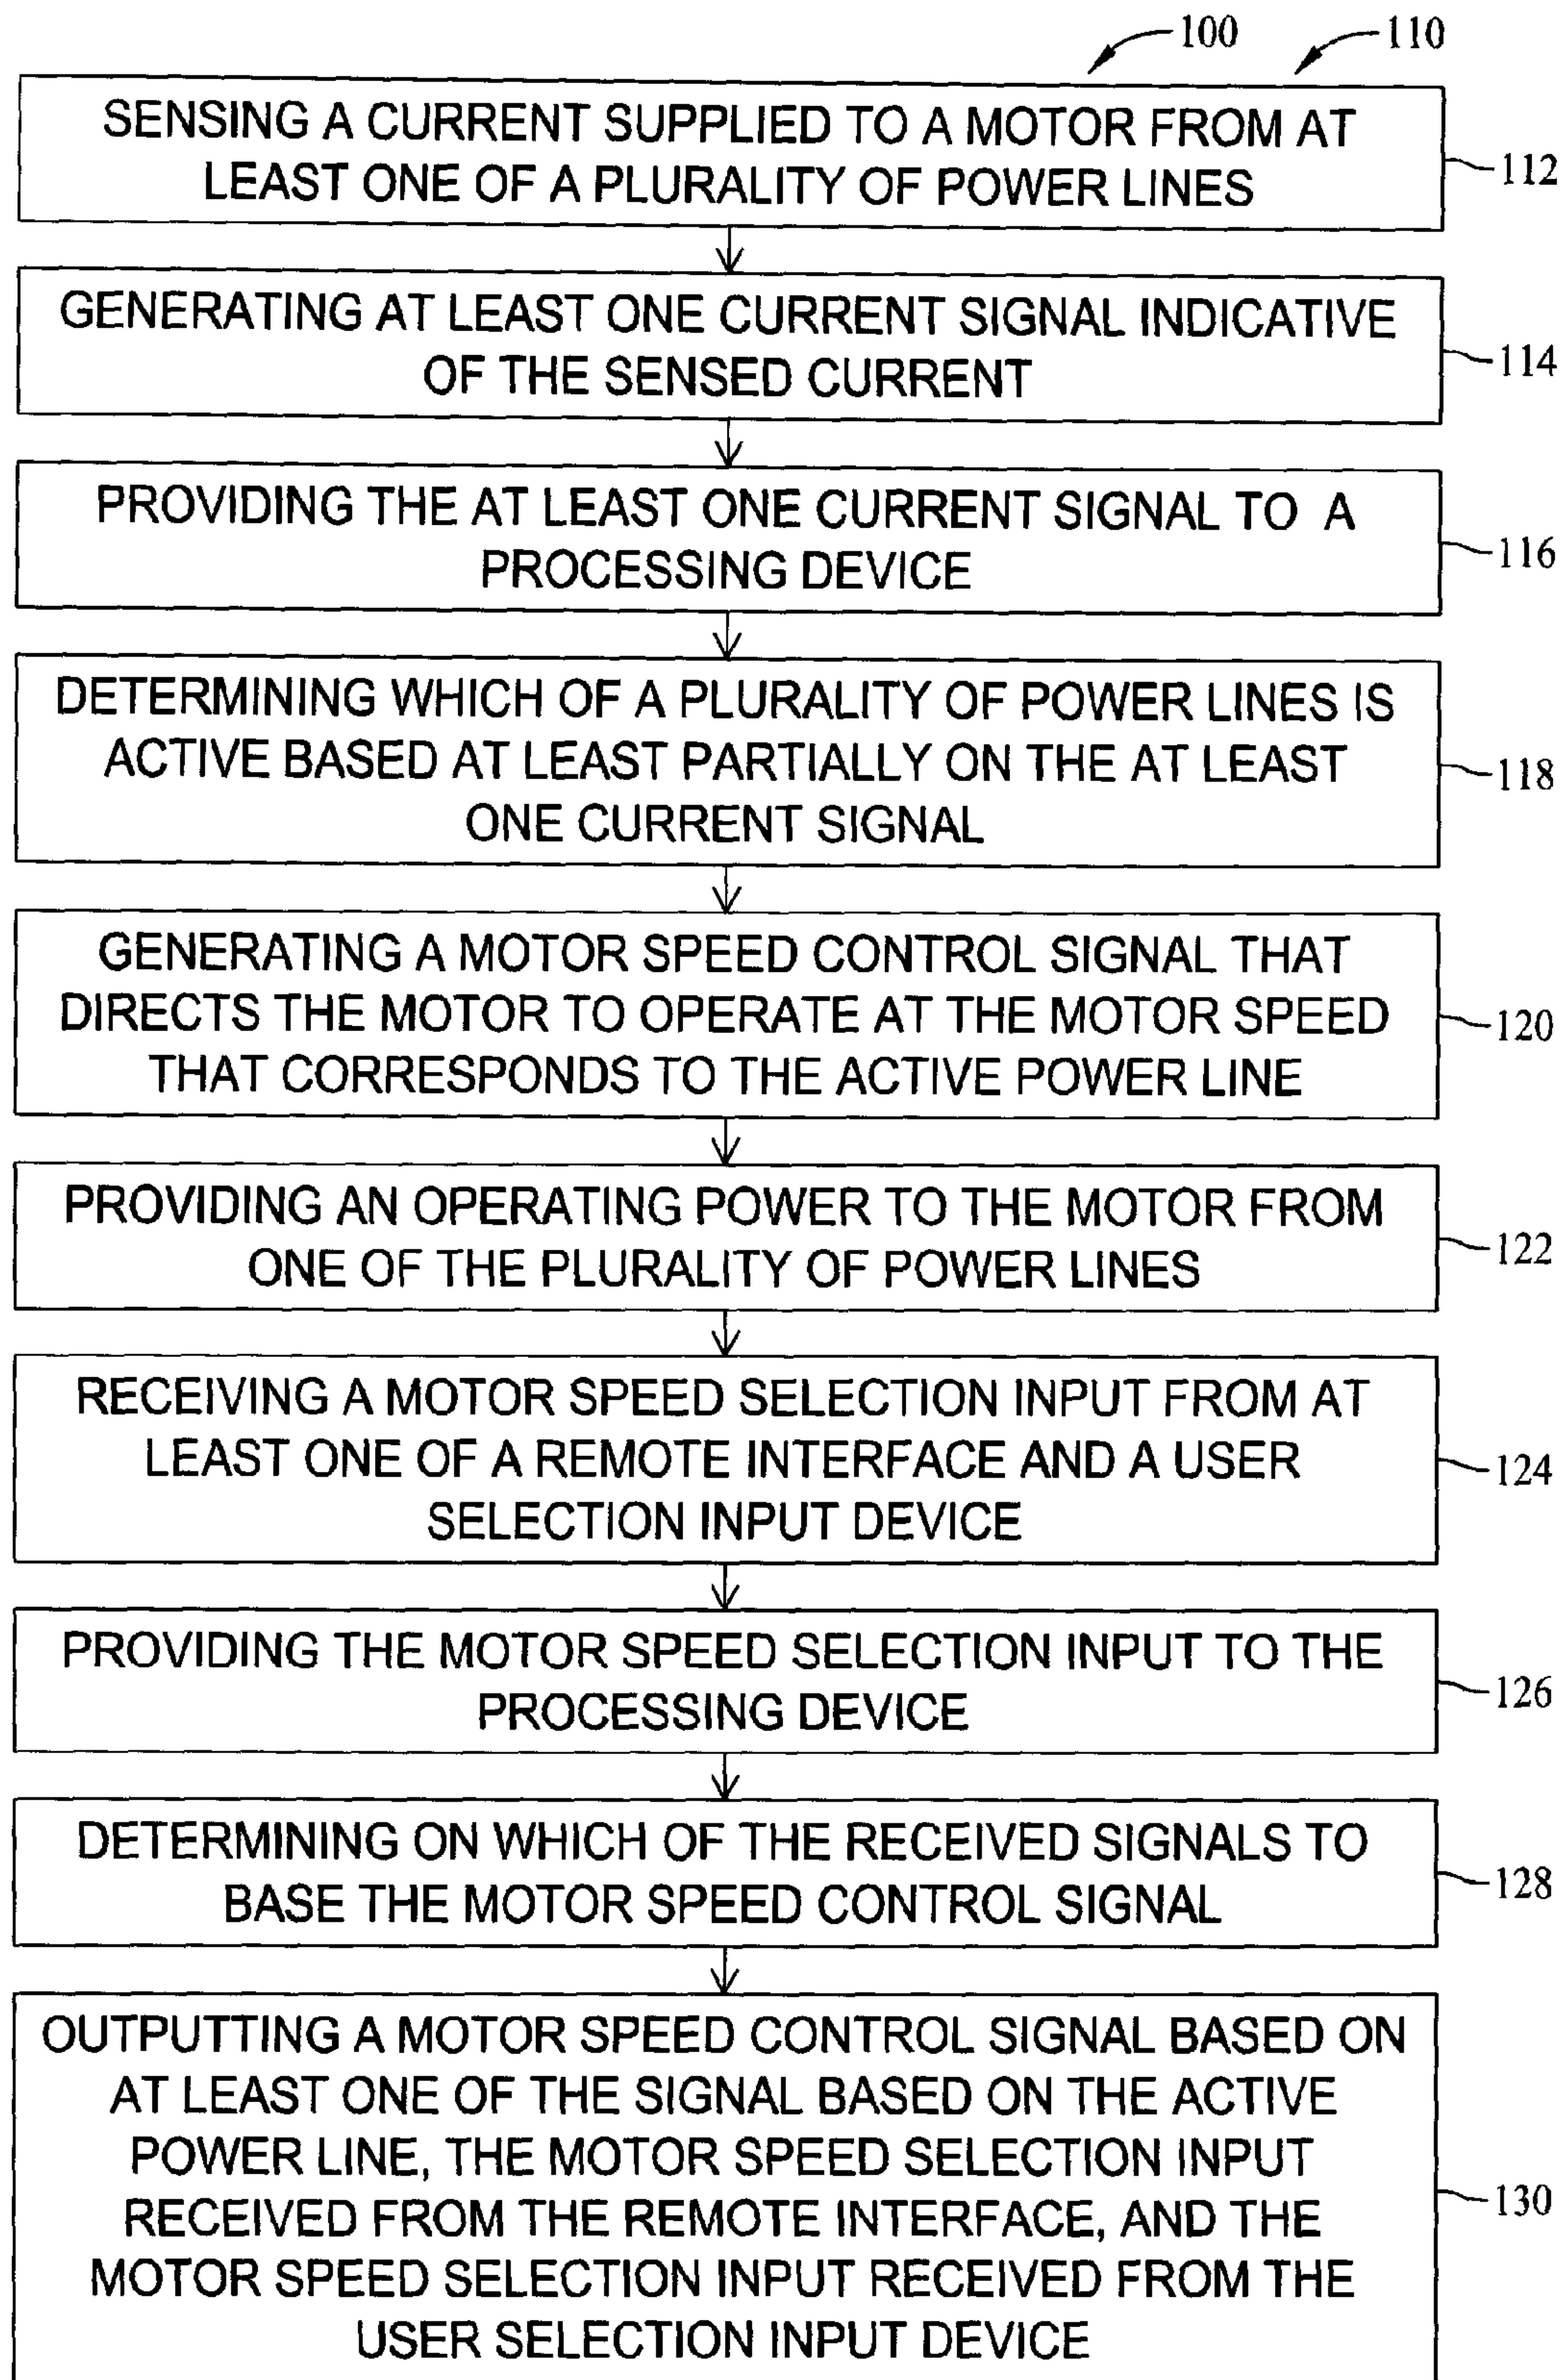 100 110
SENSING A CURRENT SUPPLIED TO A MOTOR FROM AT
LEAST ONE OF A PLURALITY OF POWER LINES
112
GENERATING AT LEAST ONE CURRENT SIGNAL INDICATIVE
OF THE SENSED CURRENT
114
PROVIDING THE AT LEAST ONE CURRENT SIGNAL TO A
PROCESSING DEVICE
116
DETERMINING WHICH OF A PLURALITY OF POWER LINES IS
ACTIVE BASED AT LEAST PARTIALLY ON THE AT LEAST
ONE CURRENT SIGNAL
118
GENERATING A MOTOR SPEED CONTROL SIGNAL THAT
DIRECTS THE MOTOR TO OPERATE AT THE MOTOR SPEED
THAT CORRESPONDS TO THE ACTIVE POWER LINE
120
PROVIDING AN OPERATING POWER TO THE MOTOR FROM
ONE OF THE PLURALITY OF POWER LINES
122
RECEIVING A MOTOR SPEED SELECTION INPUT FROM AT
LEAST ONE OF A REMOTE INTERFACE AND A USER
SELECTION INPUT DEVICE
124
PROVIDING THE MOTOR SPEED SELECTION INPUT TO THE
PROCESSING DEVICE
126
DETERMINING ON WHICH OF THE RECEIVED SIGNALS TO
BASE THE MOTOR SPEED CONTROL SIGNAL
128
OUTPUTTING A MOTOR SPEED CONTROL SIGNAL BASED ON
AT LEAST ONE OF THE SIGNAL BASED ON THE ACTIVE
POWER LINE, THE MOTOR SPEED SELECTION INPUT
RECEIVED FROM THE REMOTE INTERFACE, AND THE
MOTOR SPEED SELECTION INPUT RECEIVED FROM THE
USER SELECTION INPUT DEVICE
130